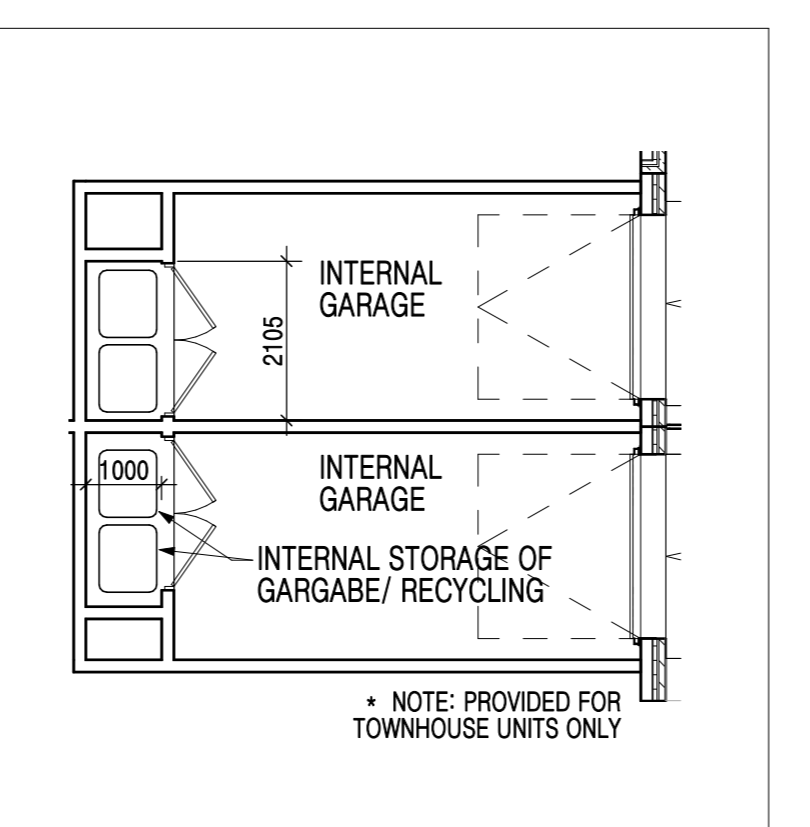 INTERNAL
GARAGE
2105
INTERNAL
GARAGE
1000
INTERNAL STORAGE OF
GARGABE/ RECYCLING
* NOTE: PROVIDED FOR
TOWNHOUSE UNITS ONLY